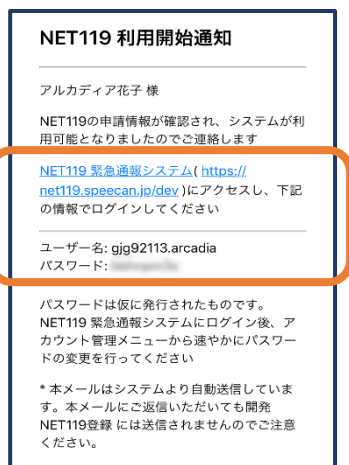 NET119 利用開始通知
アルカディア花子 様
NET119の申請情報が確認され、システムが利
用可能となりましたのでご連絡します
NET119 緊急通報システム( https://
net119.speecan.jp/dev )にアクセスし、下記
の情報でログインしてください
ユーザー名: gjg92113.arcadia
パスワード:
パスワードは仮に発行されたものです。
NET119 緊急通報システムにログイン後、ア
カウント管理メニューから速やかにパスワー
ドの変更を行ってください
* 本メールはシステムより自動送信していま
す。本メールにご返信いただいても開発
NET119登録 には送信されませんのでご注意
ください。